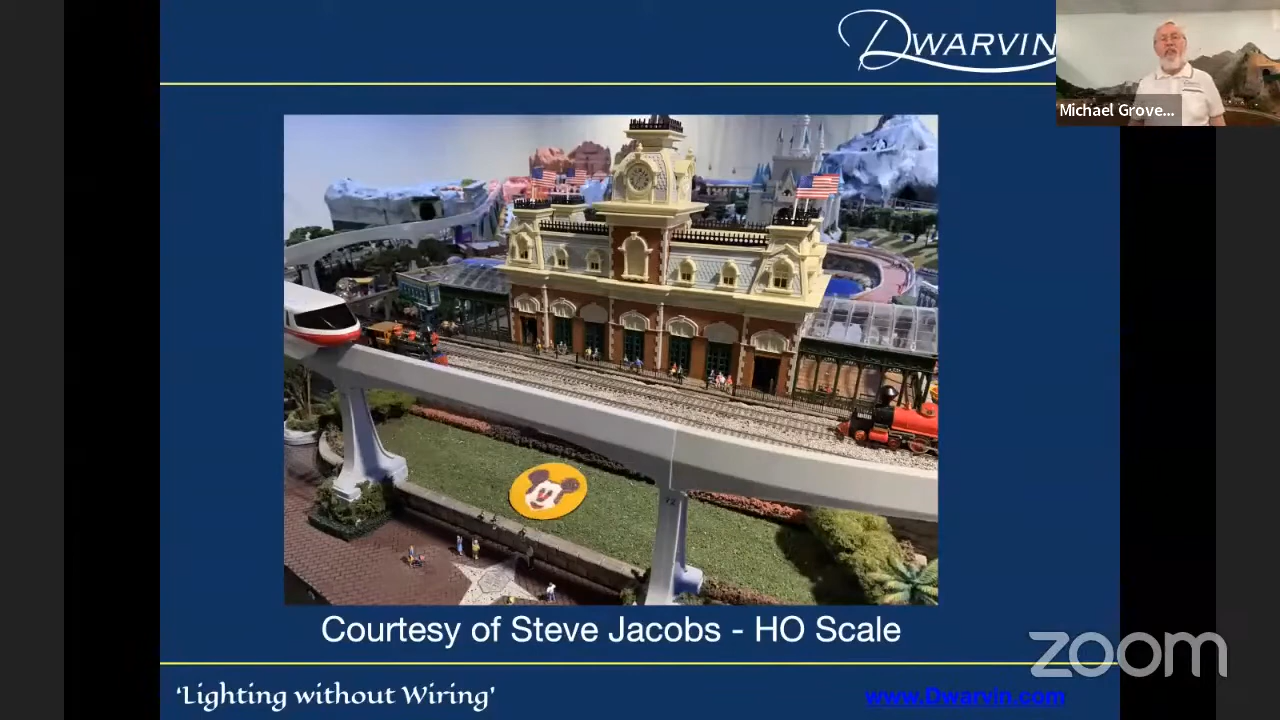 DWARVIN
Michael Grove...
Courtesy of Steve Jacobs - HO Scale
zoom
'Lighting without Wiring'
www.Dwarvin.com